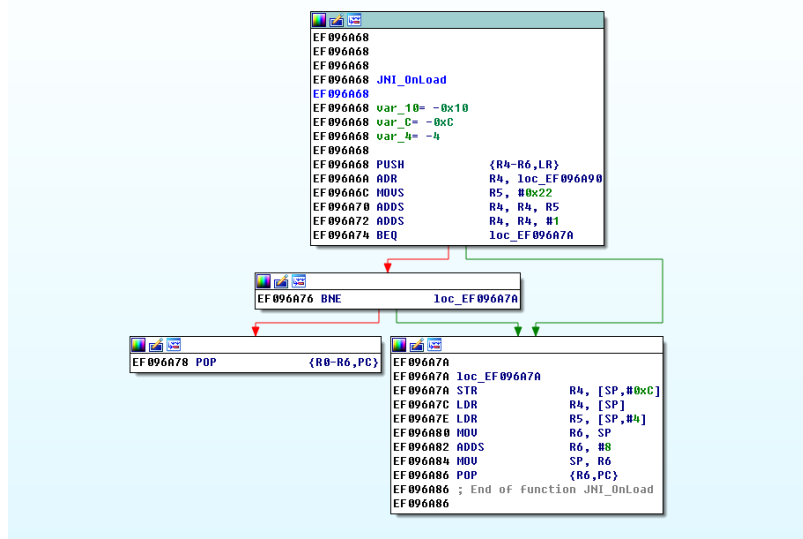 EF096A68
EF096A68
EF096A68
EF096A68 JNI_OnLoad
EF096A68
EF096A68 var_10= -0x10
EF096A68 var_C= -0xC
EF096A68 var_4= -4
EF096A68
EF096A68 PUSH {R4-R6,LR}
EF096A6A ADR R4, loc_EF096A90
EF096A6C MOVS R5, #0x22
EF096A70 ADDS R4, R4, R5
EF096A72 ADDS R4, R4, #1
EF096A74 BEQ loc_EF096A7A
EF096A76 BNE loc_EF096A7A
EF096A78 POP {R0-R6,PC}
EF096A7A
EF096A7A loc_EF096A7A
EF096A7A STR R4, [SP,#0xC]
EF096A7C LDR R4, [SP]
EF096A7E LDR R5, [SP,#4]
EF096A80 MOV R6, SP
EF096A82 ADDS R6, #8
EF096A84 MOV SP, R6
EF096A86 POP {R6,PC}
EF096A86 ; End of function JNI_OnLoad
EF096A86